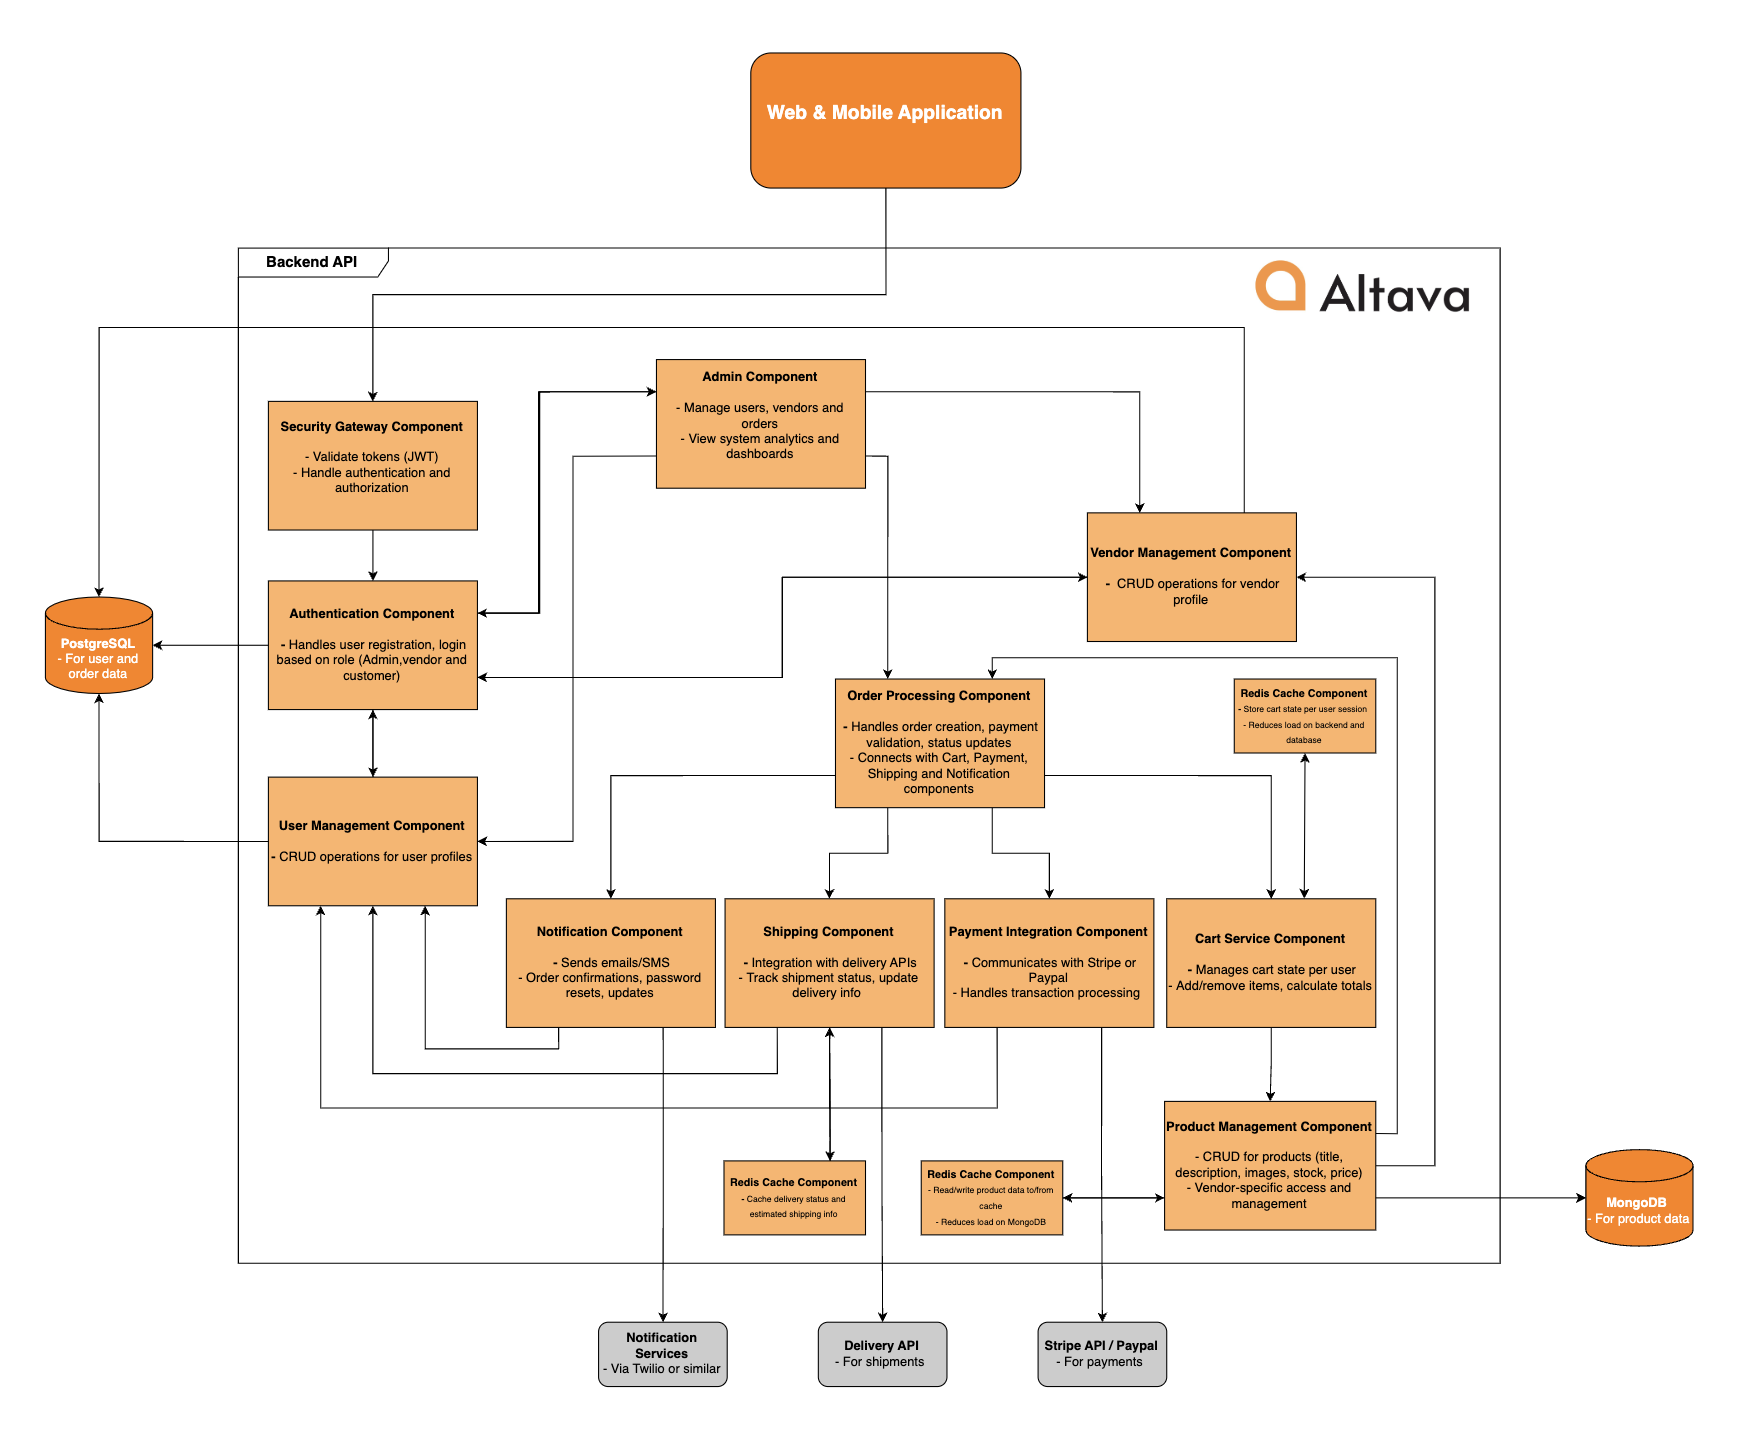 Web & Mobile Application
Backend API
Altava
Admin Component
- Manage users, vendors and
orders
- View system analytics and
dashboards
Security Gateway Component
- Validate tokens (JWT)
- Handle authentication and
authorization
Vendor Management Component
- CRUD operations for vendor
profile
Authentication Component
- Handles user registration, login
based on role (Admin,vendor and
customer)
PostgreSQL
- For user and
order data
Order Processing Component
- Handles order creation, payment
validation, status updates
- Connects with Cart, Payment,
Shipping and Notification
components
Redis Cache Component
- Store cart state per user session
- Reduces load on backend and
database
User Management Component
- CRUD operations for user profiles
Notification Component
- Sends emails/SMS
- Order confirmations, password
resets, updates
Shipping Component
- Integration with delivery APIs
- Track shipment status, update
delivery info
Payment Integration Component
- Communicates with Stripe or
Paypal
- Handles transaction processing
Cart Service Component
- Manages cart state per user
- Add/remove items, calculate totals
Product Management Component
- CRUD for products (title,
description, images, stock, price)
- Vendor-specific access and
management
Redis Cache Component
- Cache delivery status and
estimated shipping info
Redis Cache Component
- Read/write product data to/from
cache
- Reduces load on MongoDB
MongoDB
- For product data
Notification
Services
- Via Twilio or similar
Delivery API
- For shipments
Stripe API / Paypal
- For payments